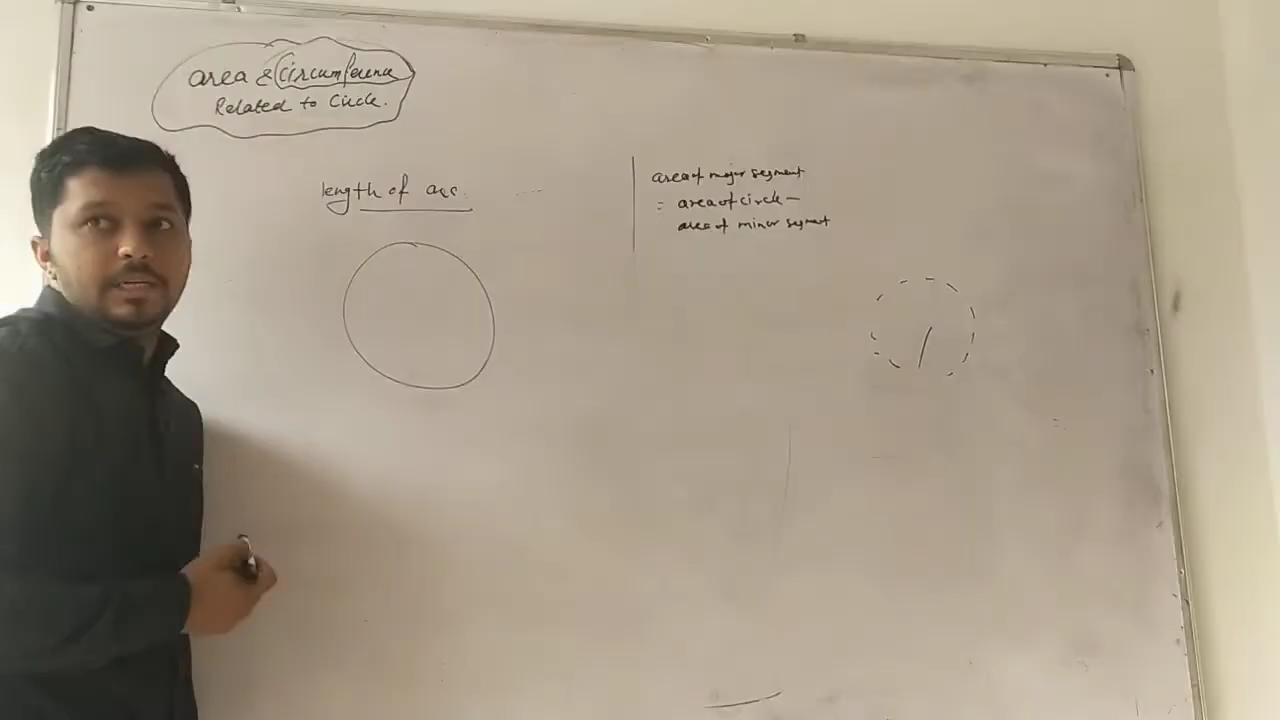 area & circumference
Related to Circle.
length of arc.
area of major segment
= area of circle –
area of minor segment